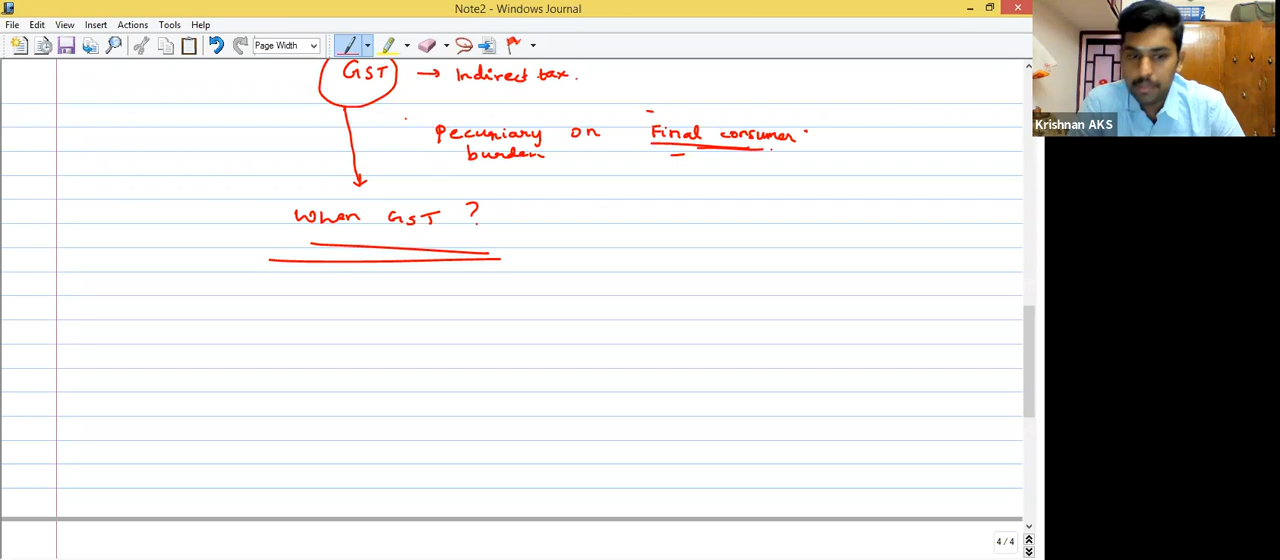 Note2 - Windows Journal
File Edit View Insert Actions Tools Help
Page Width
GST → Indirect tax.
Pecuniary on Final consumer.
burden
When GST ?
Krishnan AKS
4 / 4